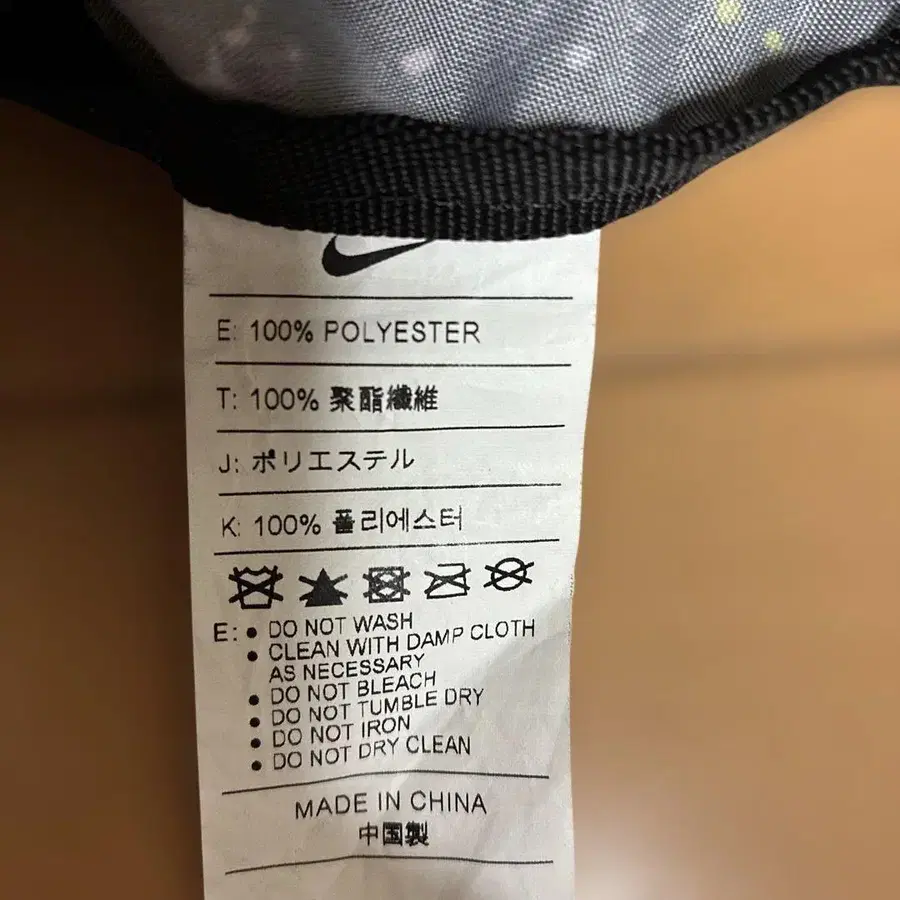 E: 100% POLYESTER
T: 100% 聚酯纖維
J: ポリエステル
K: 100% 폴리에스터
E: • DO NOT WASH
• CLEAN WITH DAMP CLOTH
AS NECESSARY
• DO NOT BLEACH
• DO NOT TUMBLE DRY
• DO NOT IRON
• DO NOT DRY CLEAN
MADE IN CHINA
中国製